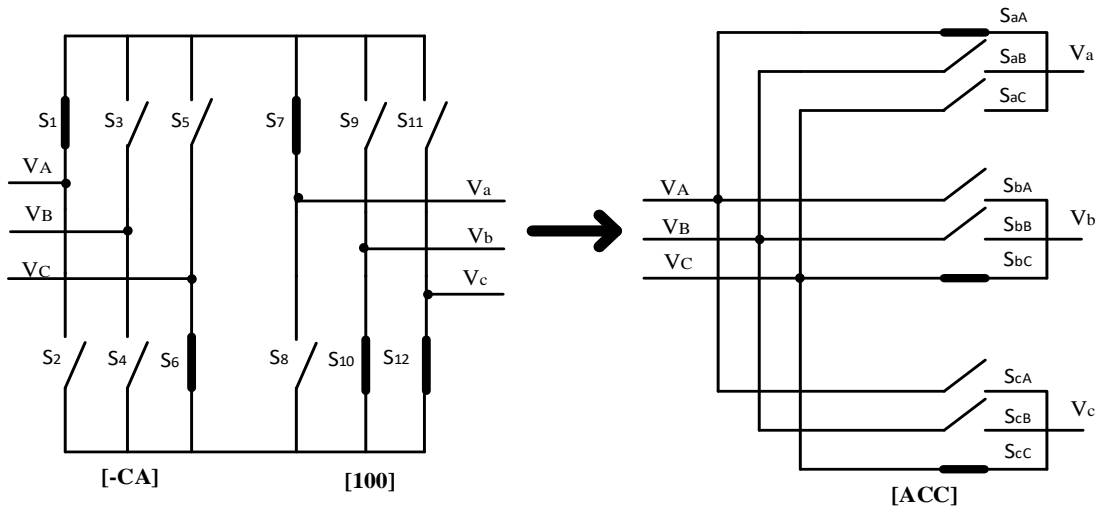 S1
S3
S5
S7
S9
S11
VA
VB
VC
Va
Vb
Vc
S2
S4
S6
S8
S10
S12
[-CA]
[100]
SaA
SaB
SaC
Va
VA
VB
VC
SbA
SbB
SbC
Vb
ScA
ScB
ScC
Vc
[ACC]